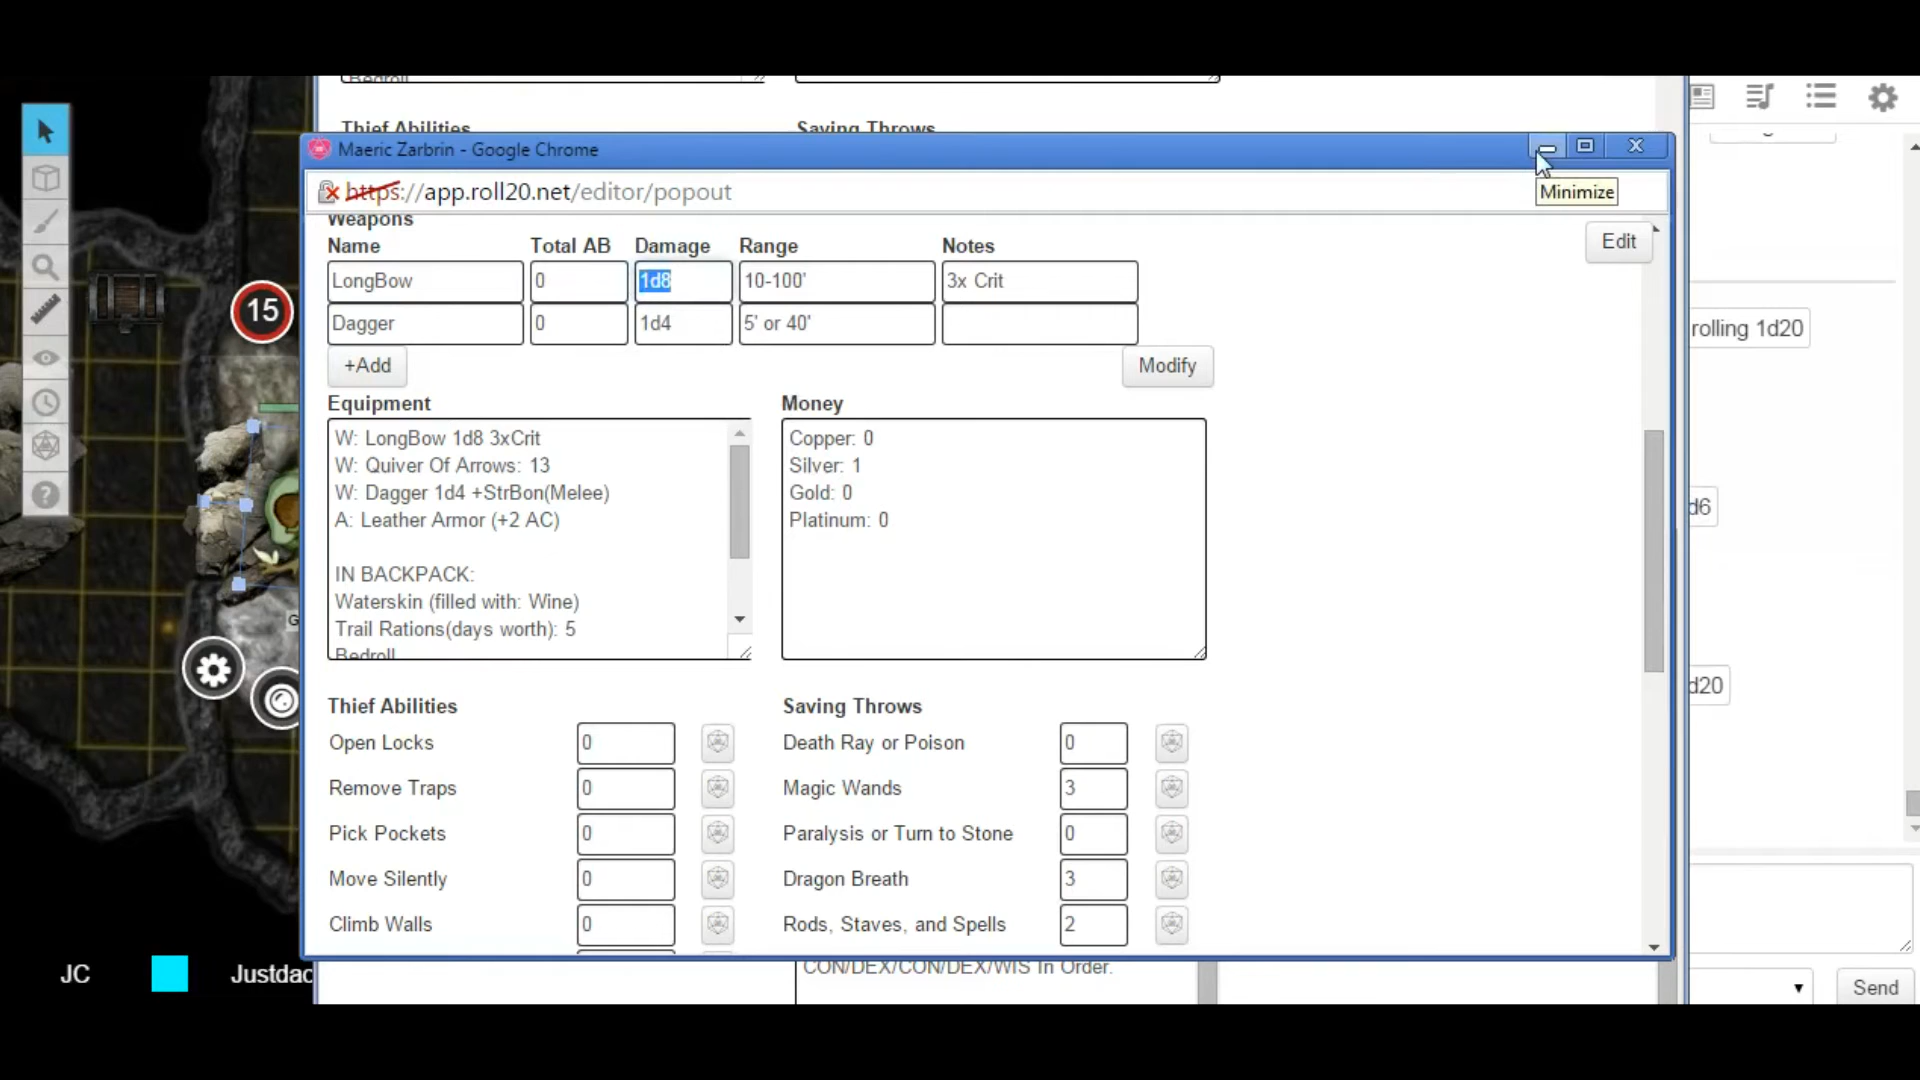 Bedroll
Thief Abilities Saving Throws
Maeric Zarbrin - Google Chrome
https://app.roll20.net/editor/popout
Minimize
Weapons
Edit
Name Total AB Damage Range Notes
LongBow 0 1d8 10-100' 3x Crit
Dagger 0 1d4 5' or 40'
+Add Modify
Equipment
W: LongBow 1d8 3xCrit
W: Quiver Of Arrows: 13
W: Dagger 1d4 +StrBon(Melee)
A: Leather Armor (+2 AC)
IN BACKPACK:
Waterskin (filled with: Wine)
Trail Rations(days worth): 5
Bedroll
Money
Copper: 0
Silver: 1
Gold: 0
Platinum: 0
Thief Abilities
Open Locks 0
Remove Traps 0
Pick Pockets 0
Move Silently 0
Climb Walls 0
Saving Throws
Death Ray or Poison 0
Magic Wands 3
Paralysis or Turn to Stone 0
Dragon Breath 3
Rods, Staves, and Spells 2
CON/DEX/CON/DEX/WIS In Order.
15
G
JC
Justdac
rolling 1d20
d6
d20
Send